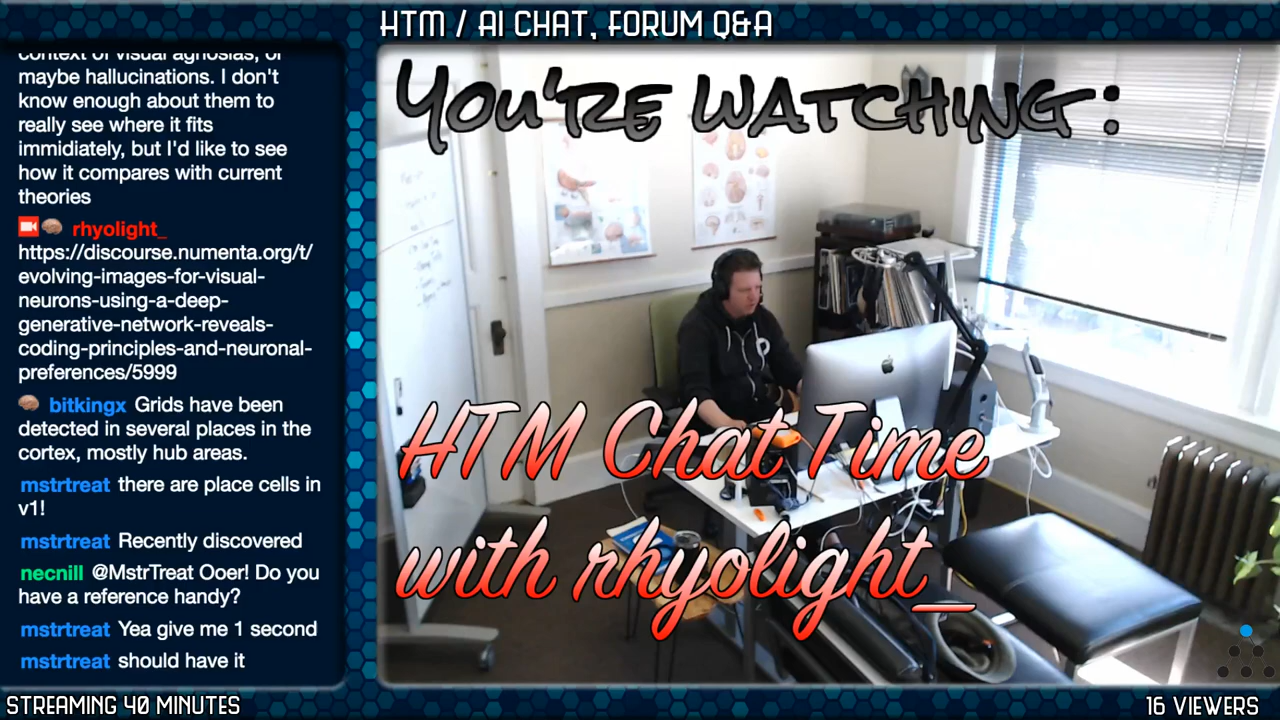 HTM / AI CHAT, FORUM Q&A
context of visual agnosias, or
maybe hallucinations. I don't
know enough about them to
really see where it fits
immidiately, but I'd like to see
how it compares with current
theories
rhyolight_
https://discourse.numenta.org/t/
evolving-images-for-visual-
neurons-using-a-deep-
generative-network-reveals-
coding-principles-and-neuronal-
preferences/5999
bitkingx Grids have been
detected in several places in the
cortex, mostly hub areas.
mstrtreat there are place cells in
v1!
mstrtreat Recently discovered
necnill @MstrTreat Ooer! Do you
have a reference handy?
mstrtreat Yea give me 1 second
mstrtreat should have it
You're watching :
HTM Chat Time
with rhyolight_
STREAMING 40 MINUTES
16 VIEWERS